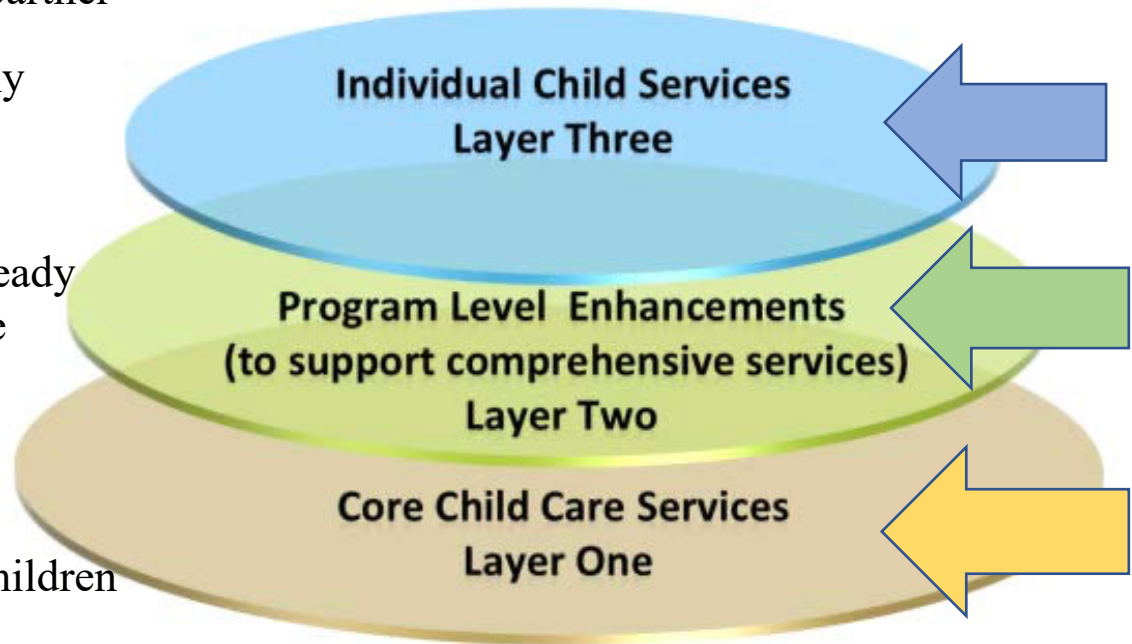 Individual Child Services
Layer Three
Program Level Enhancements
(to support comprehensive services)
Layer Two
Core Child Care Services
Layer One
hildren